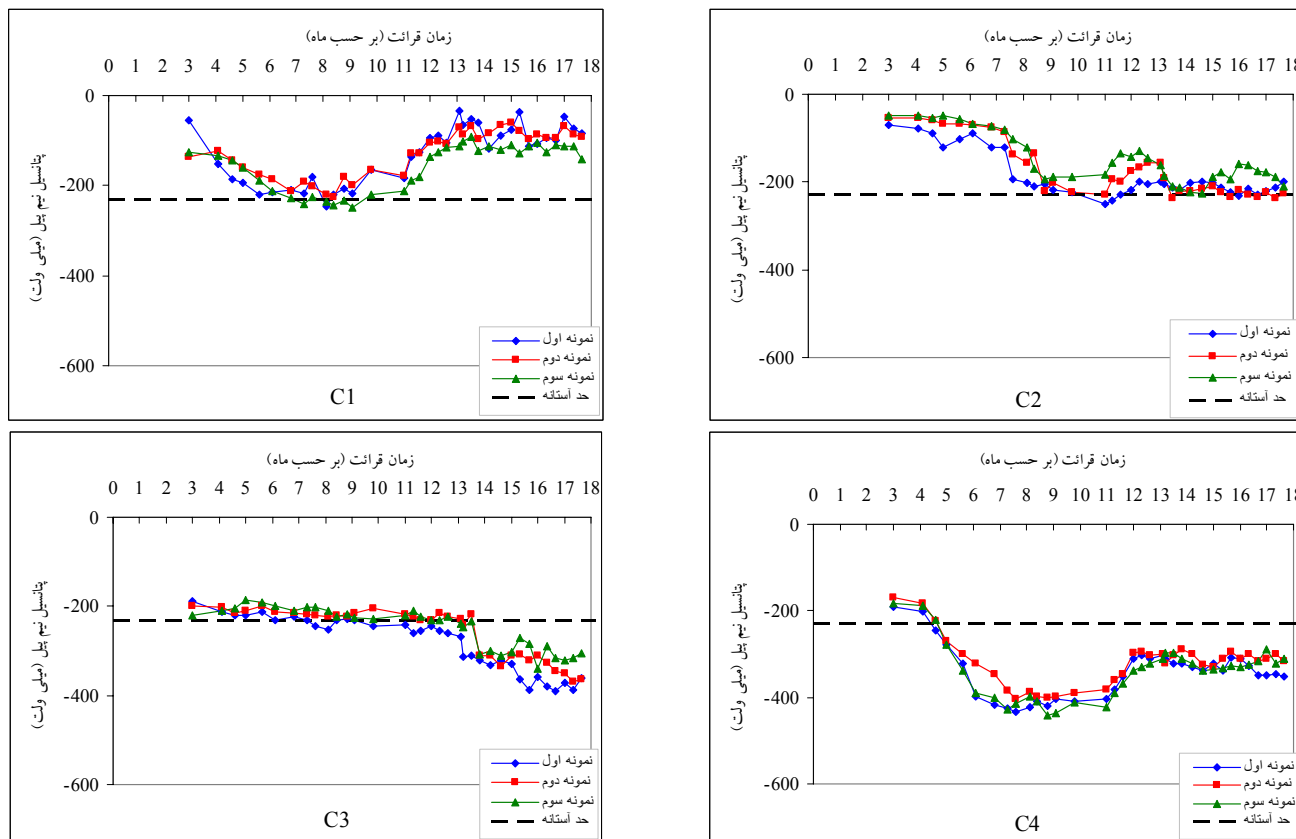 زمان قرائت (بر حسب ماه)
0 1 2 3 4 5 6 7 8 9 10 11 12 13 14 15 16 17 18
پتانسیل نیم پیل (میلی ولت)
0
-200
-400
-600
نمونه اول
نمونه دوم
نمونه سوم
حد آستانه
C1
زمان قرائت (بر حسب ماه)
0 1 2 3 4 5 6 7 8 9 10 11 12 13 14 15 16 17 18
پتانسیل نیم پیل (میلی ولت)
0
-200
-400
-600
نمونه اول
نمونه دوم
نمونه سوم
حد آستانه
C2
زمان قرائت (بر حسب ماه)
0 1 2 3 4 5 6 7 8 9 10 11 12 13 14 15 16 17 18
پتانسیل نیم پیل (میلی ولت)
0
-200
-400
-600
نمونه اول
نمونه دوم
نمونه سوم
حد آستانه
C3
زمان قرائت (بر حسب ماه)
0 1 2 3 4 5 6 7 8 9 10 11 12 13 14 15 16 17 18
پتانسیل نیم پیل (میلی ولت)
0
-200
-400
-600
نمونه اول
نمونه دوم
نمونه سوم
حد آستانه
C4